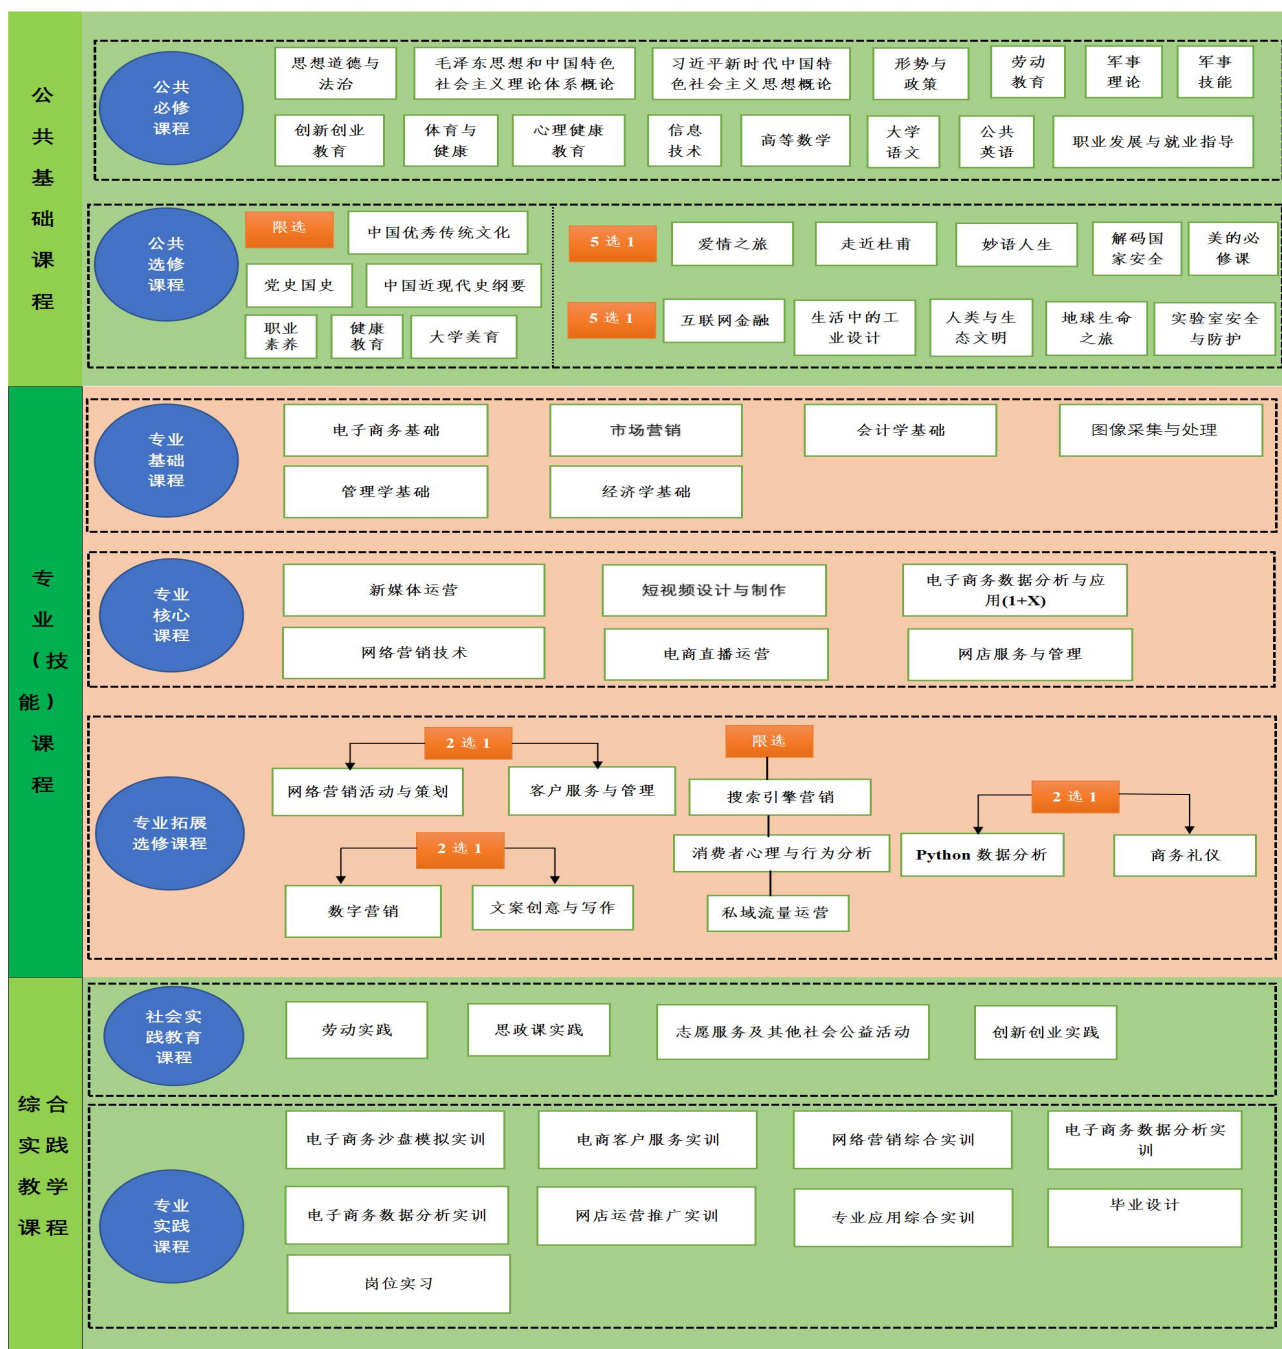 公
共
基
础
课
程
公共
必修
课程
思想道德与
法治
毛泽东思想和中国特色
社会主义理论体系概论
习近平新时代中国特
色社会主义思想概论
形势与
政策
劳动
教育
军事
理论
军事
技能
创新创业
教育
体育与
健康
心理健康
教育
信息
技术
高等数学
大学
语文
公共
英语
职业发展与就业指导
公共
选修
课程
限选
中国优秀传统文化
党史国史
中国近现代史纲要
职业
素养
健康
教育
大学美育
5 选 1
爱情之旅
走近杜甫
妙语人生
解码国
家安全
美的必
修课
5 选 1
互联网金融
生活中的工
业设计
人类与生
态文明
地球生命
之旅
实验室安全
与防护
专
业
（技
能）
课
程
专业
基础
课程
电子商务基础
市场营销
会计学基础
图像采集与处理
管理学基础
经济学基础
专业
核心
课程
新媒体运营
短视频设计与制作
电子商务数据分析与应
用(1+X)
网络营销技术
电商直播运营
网店服务与管理
专业拓展
选修课程
2 选 1
网络营销活动与策划
客户服务与管理
2 选 1
数字营销
文案创意与写作
限选
搜索引擎营销
消费者心理与行为分析
私域流量运营
2 选 1
Python 数据分析
商务礼仪
综合
实践
教学
课程
社会实
践教育
课程
劳动实践
思政课实践
志愿服务及其他社会公益活动
创新创业实践
专业
实践
课程
电子商务沙盘模拟实训
电商客户服务实训
网络营销综合实训
电子商务数据分析实
训
电子商务数据分析实训
网店运营推广实训
专业应用综合实训
毕业设计
岗位实习